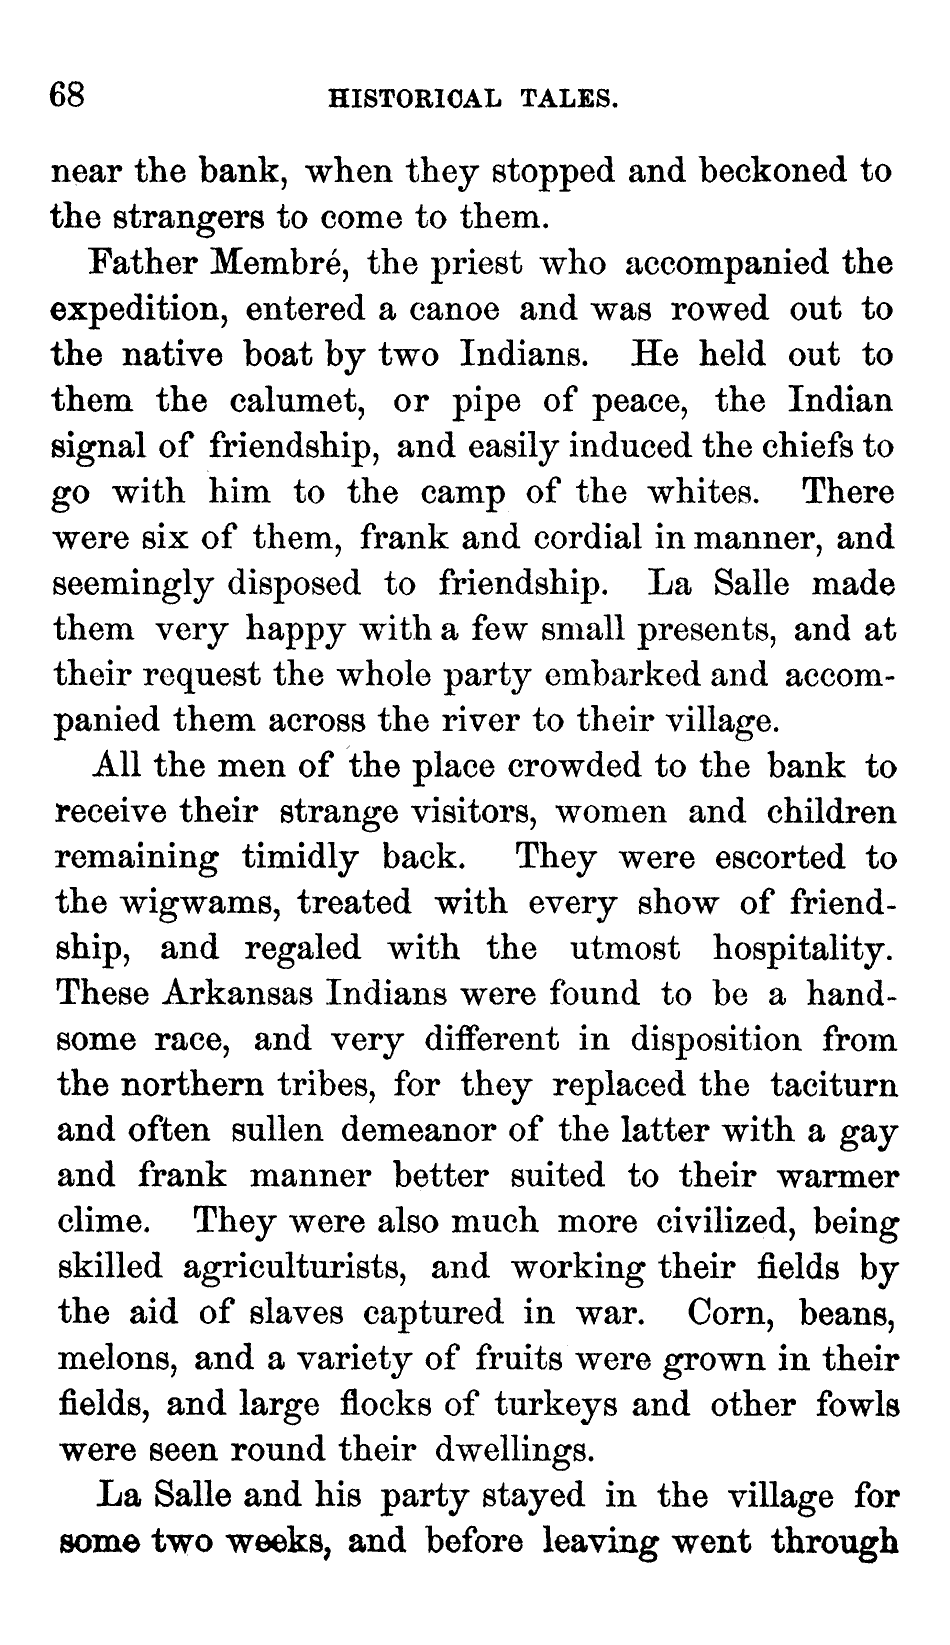 68 HISTORICAL TALES.
near the bank, when they stopped and beckoned to
the strangers to come to them.
Father Membré, the priest who accompanied the
expedition, entered a canoe and was rowed out to
the native boat by two Indians. He held out to
them the calumet, or pipe of peace, the Indian
signal of friendship, and easily induced the chiefs to
go with him to the camp of the whites. There
were six of them, frank and cordial in manner, and
seemingly disposed to friendship. La Salle made
them very happy with a few small presents, and at
their request the whole party embarked and accom-
panied them across the river to their village.
All the men of the place crowded to the bank to
receive their strange visitors, women and children
remaining timidly back. They were escorted to
the wigwams, treated with every show of friend-
ship, and regaled with the utmost hospitality.
These Arkansas Indians were found to be a hand-
some race, and very different in disposition from
the northern tribes, for they replaced the taciturn
and often sullen demeanor of the latter with a gay
and frank manner better suited to their warmer
clime. They were also much more civilized, being
skilled agriculturists, and working their fields by
the aid of slaves captured in war. Corn, beans,
melons, and a variety of fruits were grown in their
fields, and large flocks of turkeys and other fowls
were seen round their dwellings.
La Salle and his party stayed in the village for
some two weeks, and before leaving went through